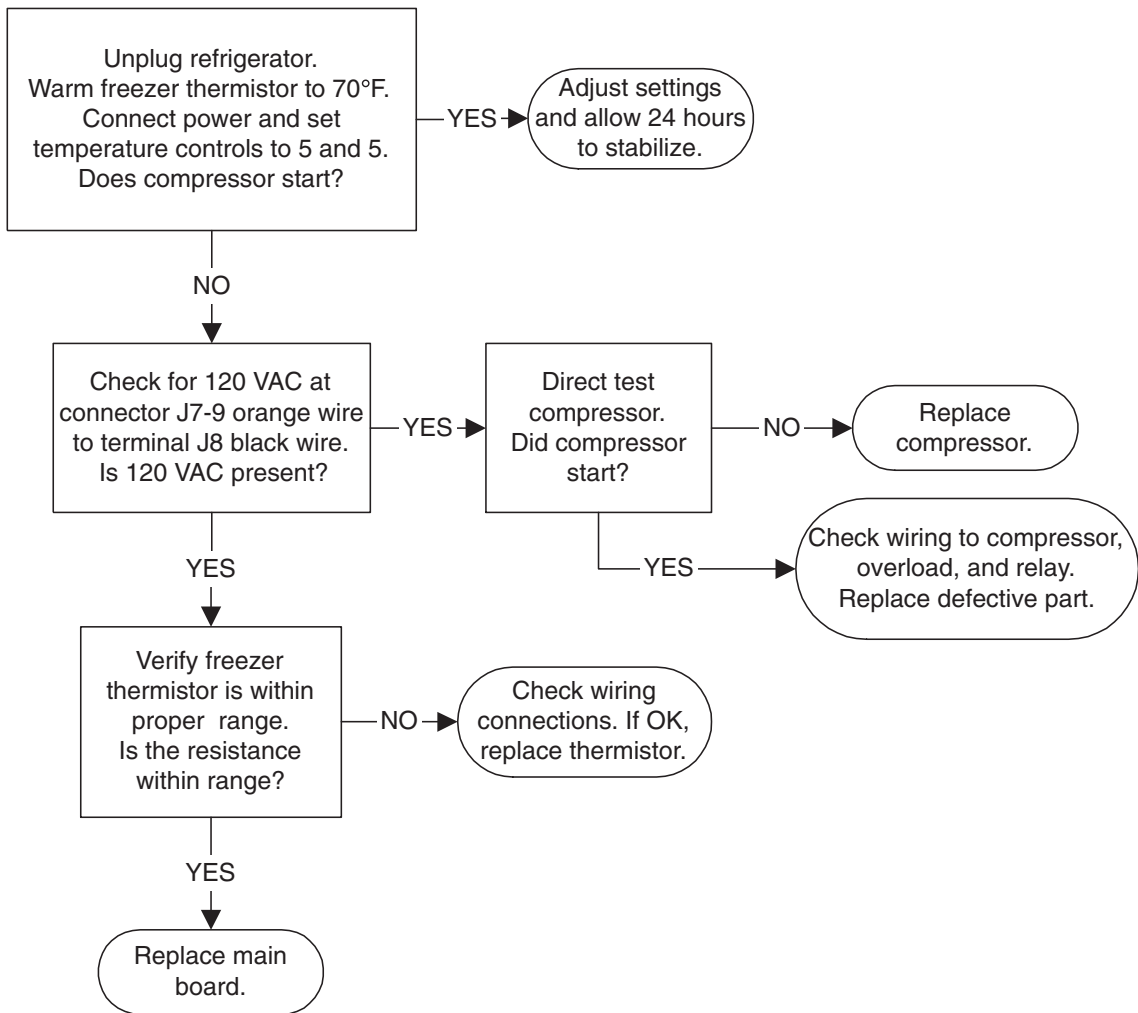 Unplug refrigerator.
Warm freezer thermistor to 70°F.
Connect power and set
temperature controls to 5 and 5.
Does compressor start?
YES
Adjust settings
and allow 24 hours
to stabilize.
NO
Check for 120 VAC at
connector J7-9 orange wire
to terminal J8 black wire.
Is 120 VAC present?
YES
Direct test
compressor.
Did compressor
start?
NO
Replace
compressor.
YES
Check wiring to compressor,
overload, and relay.
Replace defective part.
YES
Verify freezer
thermistor is within
proper range.
Is the resistance
within range?
NO
Check wiring
connections. If OK,
replace thermistor.
YES
Replace main
board.